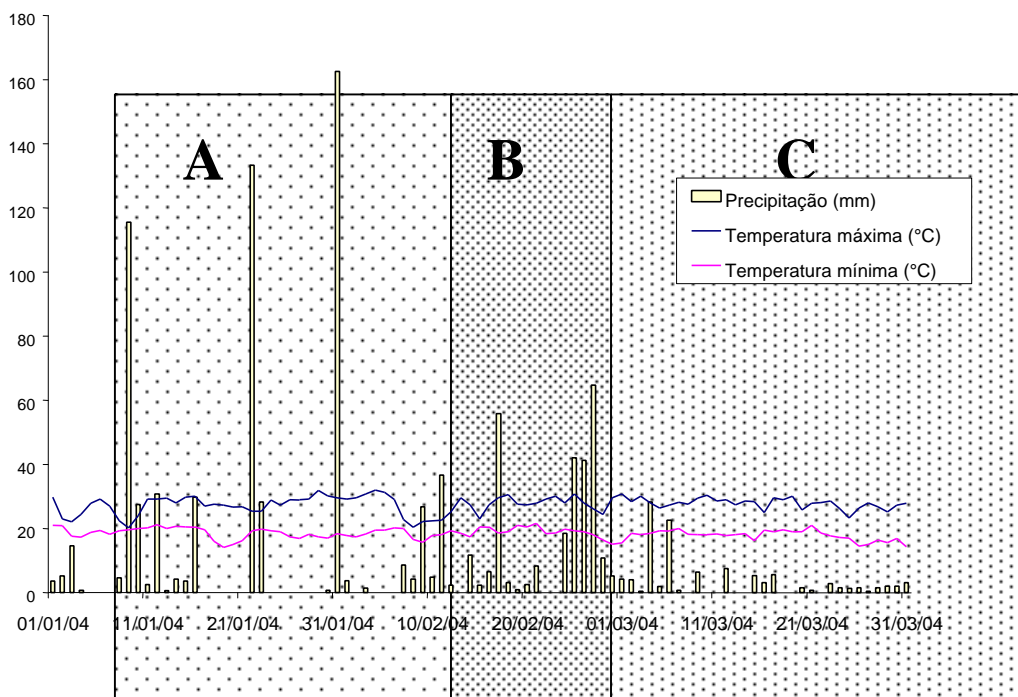 180
160
140
120
100
80
60
40
20
0
A
B
C
Precipitação (mm)
Temperatura máxima (°C)
Temperatura mínima (°C)
01/01/04 11/01/04 21/01/04 31/01/04 10/02/04 20/02/04 01/03/04 11/03/04 21/03/04 31/03/04